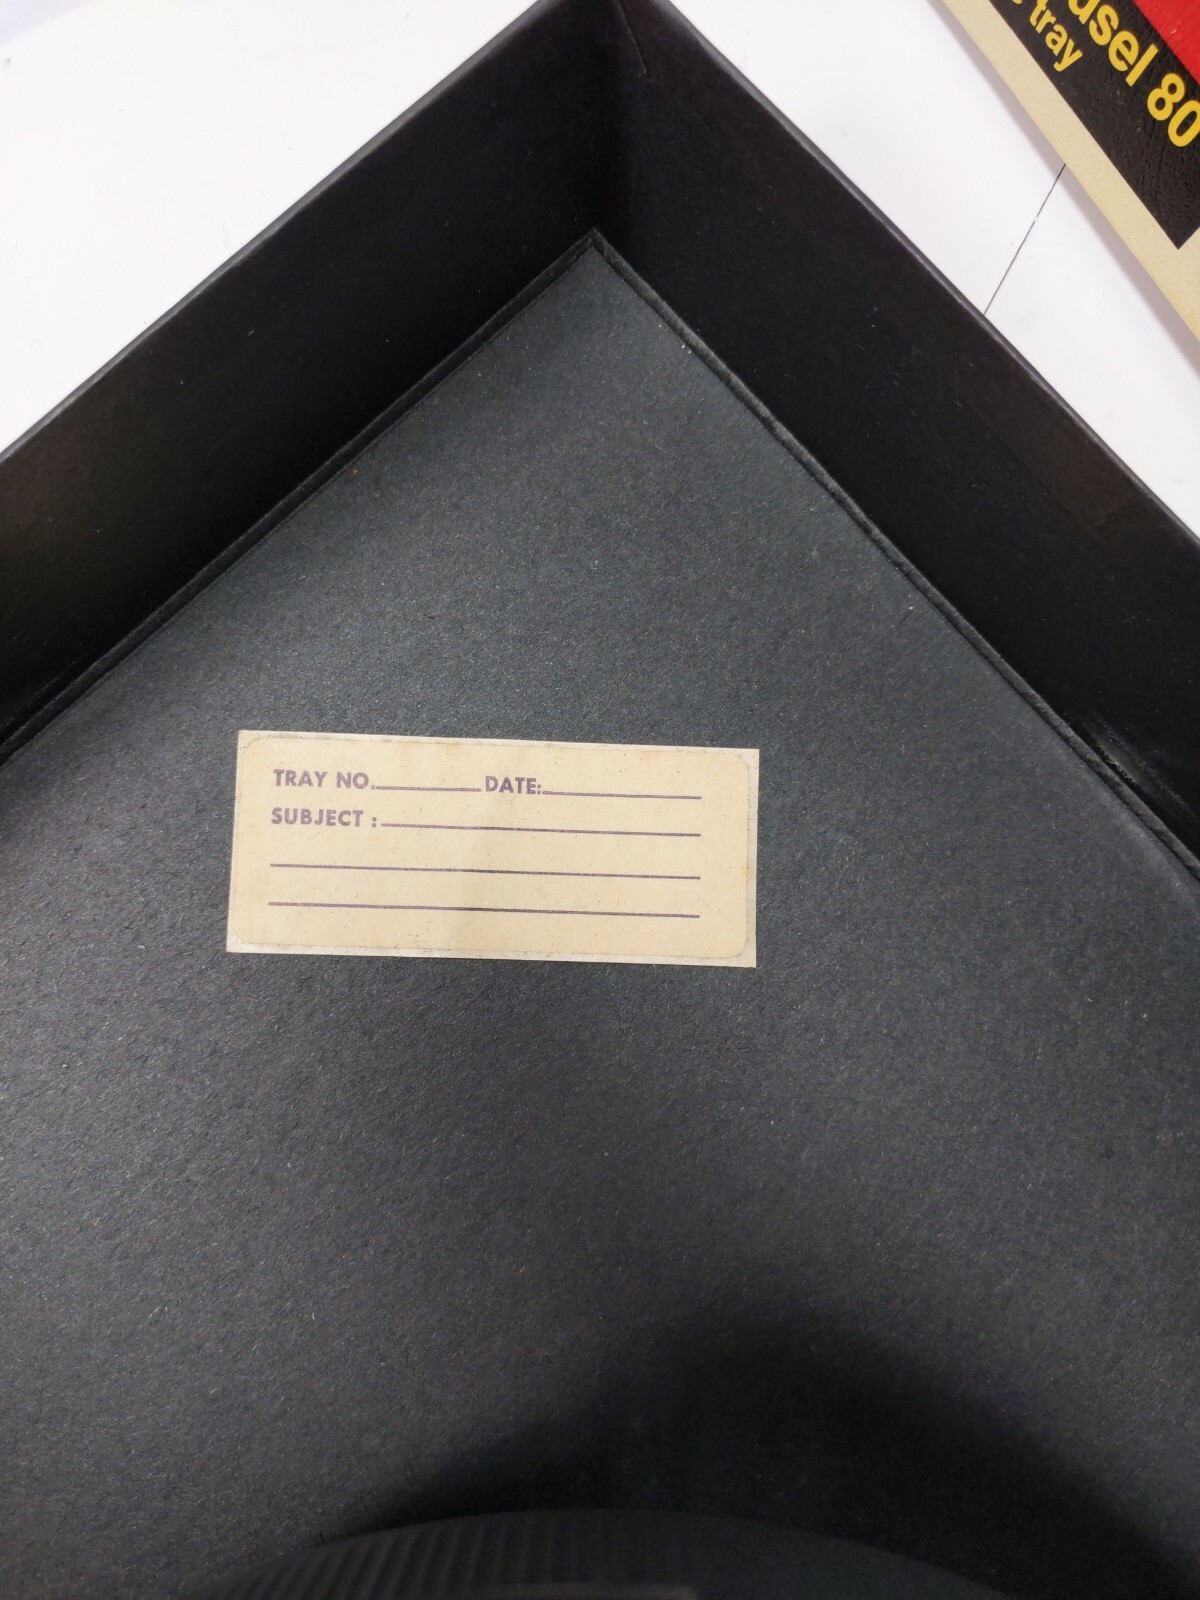 usel 80
tray
TRAY NO. DATE:
SUBJECT :